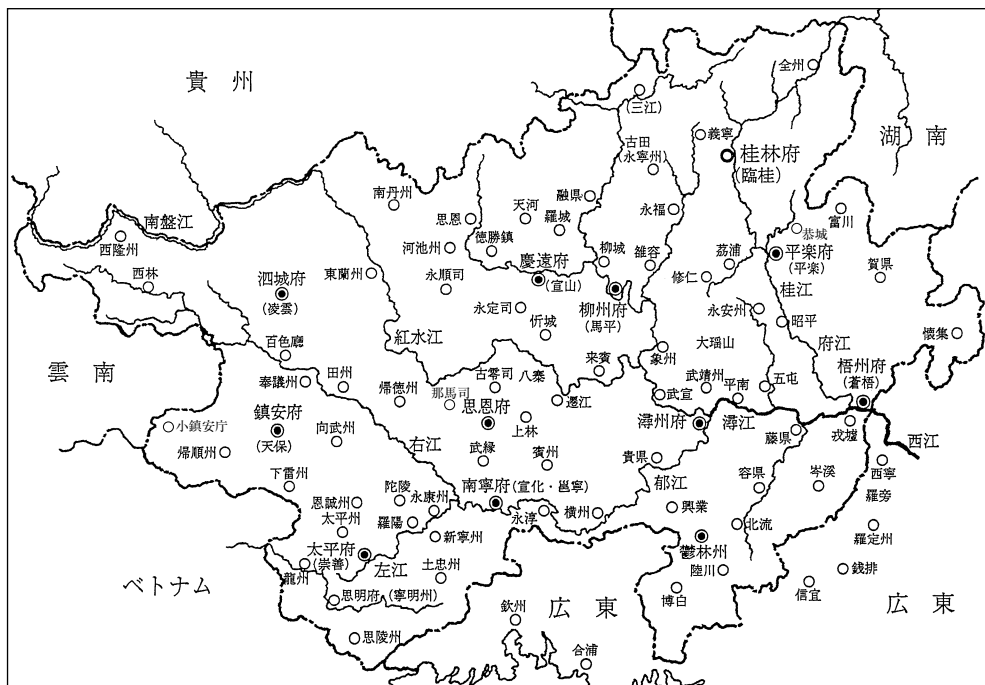 貴州
湖南
雲南
ベトナム
広東
広東
全州
(三江)
義寧
古田
(永寧州)
桂林府
(臨桂)
南丹州
融県
思恩
天河
羅城
永福
富川
恭城
南盤江
西隆州
西林
河池州
徳勝鎮
柳城
雒容
荔浦
平楽府
(平楽)
賀県
泗城府
(凌雲)
東蘭州
永順司
慶遠府
(宜山)
修仁
桂江
永定司
忻城
柳州府
(馬平)
永安州
昭平
懐集
紅水江
大瑶山
府江
百色廳
来賓
象州
梧州府
(蒼梧)
奉議州
田州
帰徳州
那馬司
古零司
八寨
遷江
武宣
武靖州
平南
五屯
小鎮安庁
鎮安府
(天保)
向武州
思恩府
上林
潯州府
潯江
藤県
戎墟
西江
帰順州
右江
武縁
賓州
貴県
郁江
容県
岑溪
西寧
下雷州
恩誠州
陀陵
永康州
南寧府(宣化・邕寧)
羅旁
太平州
羅陽
永淳
横州
興業
北流
羅定州
新寧州
太平府
(崇善)
左江
鬱林州
龍州
土忠州
陸川
銭排
思明府(寧明州)
博白
信宜
欽州
思陵州
合浦